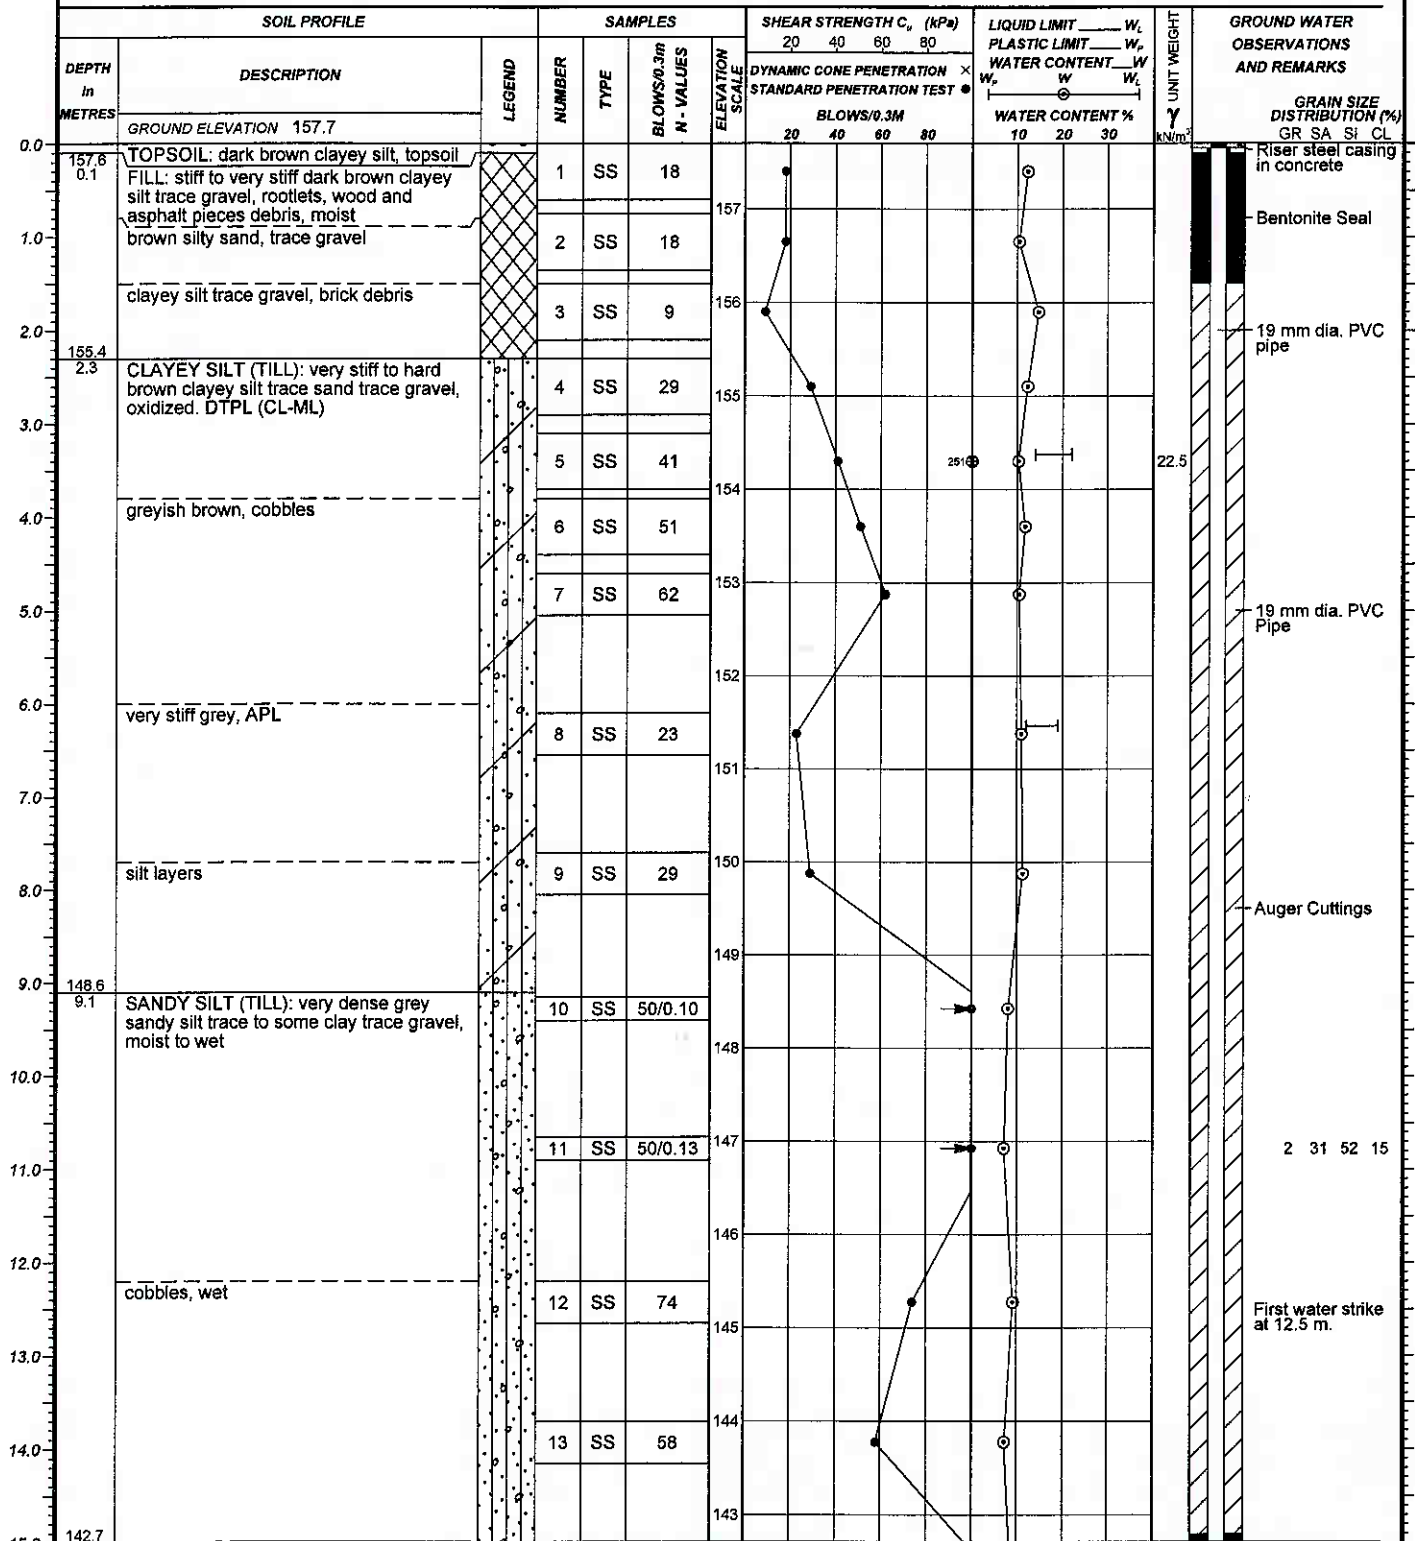 SOIL PROFILE
SAMPLES
SHEAR STRENGTH Cu (kPa)
20 40 60 80
LIQUID LIMIT WL
PLASTIC LIMIT WP
WATER CONTENT W
WP W WL
UNIT WEIGHT
γ
kN/m³
GROUND WATER
OBSERVATIONS
AND REMARKS
DEPTH
in
METRES
DESCRIPTION
LEGEND
NUMBER
TYPE
BLOWS/0.3m
N - VALUES
ELEVATION
SCALE
DYNAMIC CONE PENETRATION ×
STANDARD PENETRATION TEST ●
BLOWS/0.3M
20 40 60 80
WATER CONTENT %
10 20 30
GRAIN SIZE
DISTRIBUTION (%)
GR SA SI CL
GROUND ELEVATION 157.7
0.0
157.6
0.1
TOPSOIL: dark brown clayey silt, topsoil
FILL: stiff to very stiff dark brown clayey
silt trace gravel, rootlets, wood and
asphalt pieces debris, moist
1 SS 18
Riser steel casing
in concrete
157
Bentonite Seal
1.0
brown silty sand, trace gravel
2 SS 18
clayey silt trace gravel, brick debris
156
3 SS 9
2.0
19 mm dia. PVC
pipe
155.4
2.3
CLAYEY SILT (TILL): very stiff to hard
brown clayey silt trace sand trace gravel,
oxidized. DTPL (CL-ML)
4 SS 29
155
3.0
5 SS 41
251
22.5
154
greyish brown, cobbles
4.0
6 SS 51
153
7 SS 62
5.0
19 mm dia. PVC
Pipe
152
6.0
very stiff grey, APL
8 SS 23
151
7.0
150
silt layers
9 SS 29
8.0
Auger Cuttings
149
9.0
148.6
9.1
SANDY SILT (TILL): very dense grey
sandy silt trace to some clay trace gravel,
moist to wet
10 SS 50/0.10
148
10.0
147
11 SS 50/0.13
2 31 52 15
11.0
146
12.0
cobbles, wet
12 SS 74
First water strike
at 12.5 m.
145
13.0
144
13 SS 58
14.0
143
142.7